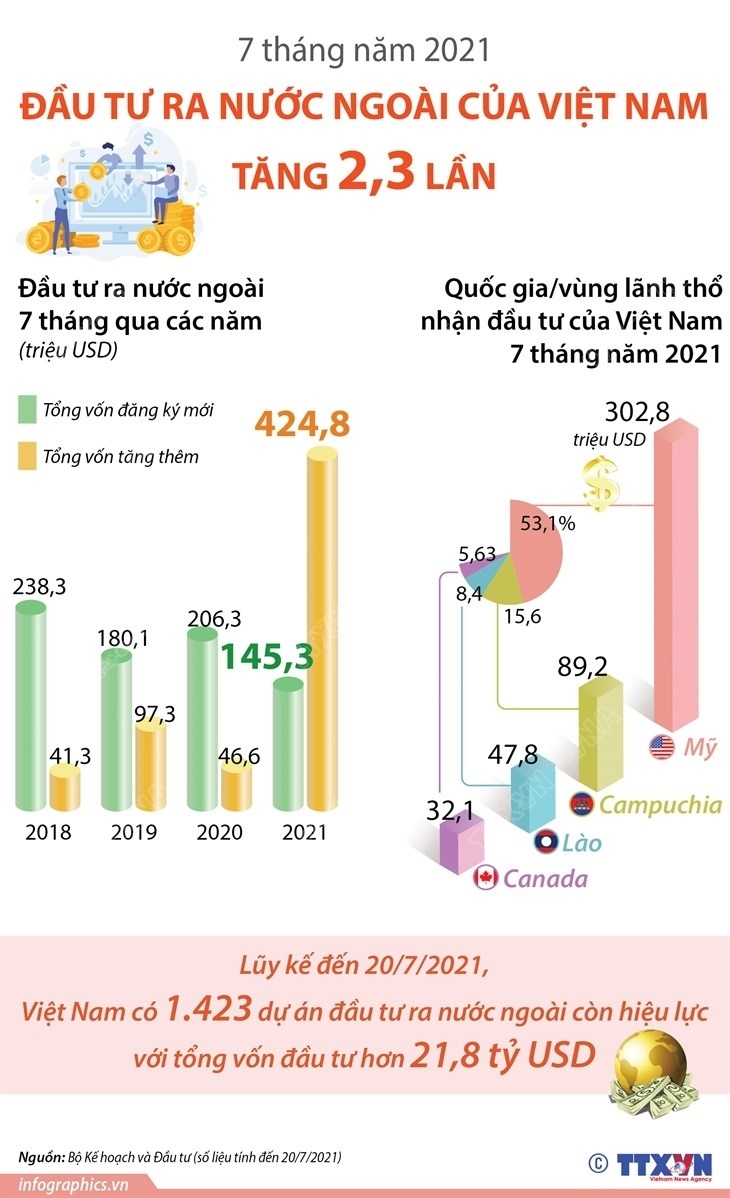 7 tháng năm 2021
ĐẦU TƯ RA NƯỚC NGOÀI CỦA VIỆT NAM
TĂNG 2,3 LẦN
Đầu tư ra nước ngoài
7 tháng qua các năm
(triệu USD)
Tổng vốn đăng ký mới
Tổng vốn tăng thêm
424,8
238,3
180,1
206,3
145,3
97,3
41,3
46,6
2018
2019
2020
2021
Quốc gia/vùng lãnh thổ
nhận đầu tư của Việt Nam
7 tháng năm 2021
302,8
triệu USD
53,1%
5,63
8,4
15,6
89,2
47,8
32,1
Mỹ
Campuchia
Lào
Canada
Lũy kế đến 20/7/2021,
Việt Nam có 1.423 dự án đầu tư ra nước ngoài còn hiệu lực
với tổng vốn đầu tư hơn 21,8 tỷ USD
Nguồn: Bộ Kế hoạch và Đầu tư (số liệu tính đến 20/7/2021)
© TTXVN
Vietnam News Agency
infographics.vn